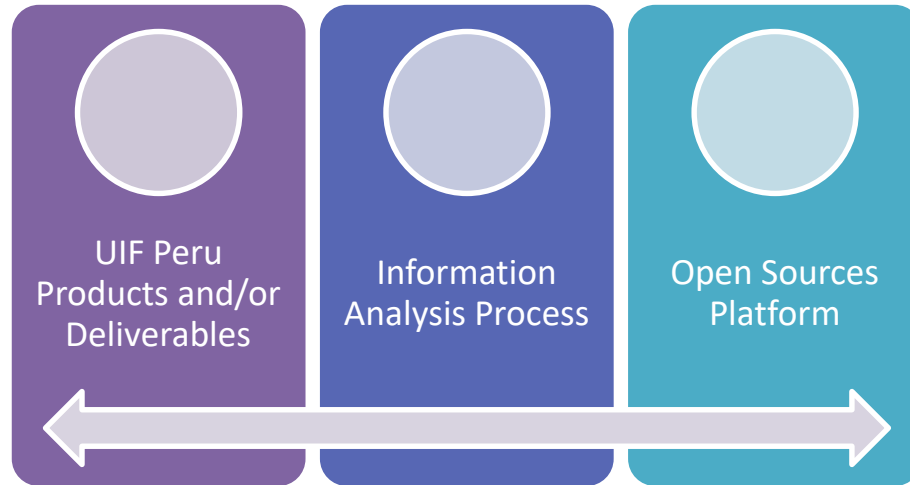 UIF Peru
Products and/or
Deliverables
Information
Analysis Process
Open Sources
Platform